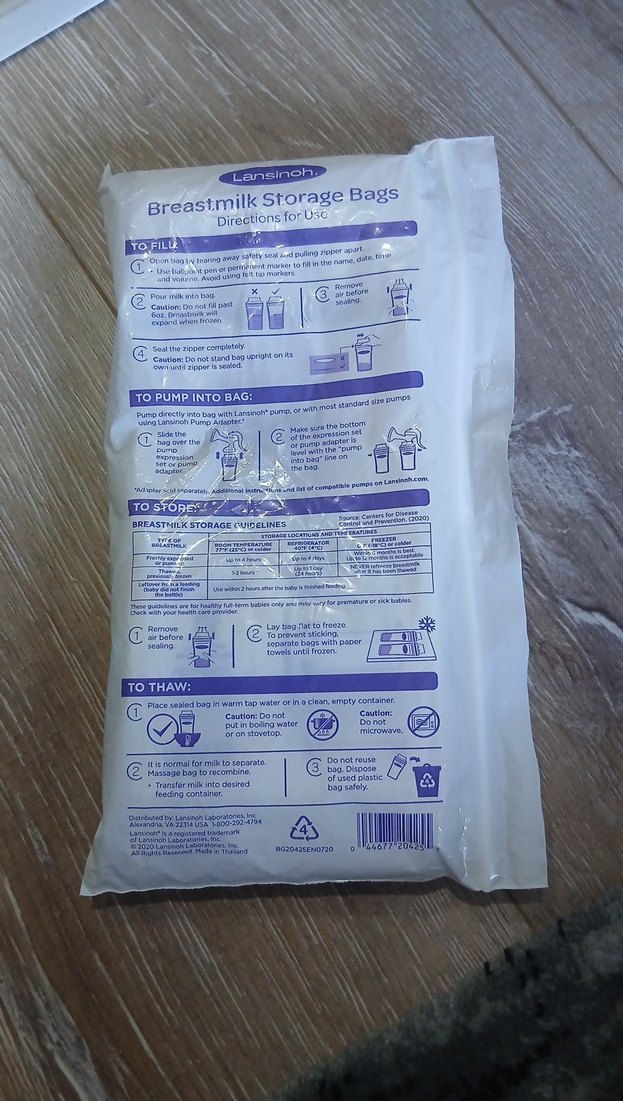 Lansinoh®
Breastmilk Storage Bags
Directions for Use
TO FILL:
1 Open bag by tearing away safety seal and pulling zipper apart.
• Use ballpoint pen or permanent marker to fill in the name, date, time
and volume. Avoid using felt tip markers.
2 Pour milk into bag.
Caution: Do not fill past
6oz. Breastmilk will
expand when frozen.
3 Remove
air before
sealing.
4 Seal the zipper completely.
Caution: Do not stand bag upright on its
own until zipper is sealed.
TO PUMP INTO BAG:
Pump directly into bag with Lansinoh® pump, or with most standard size pumps
using Lansinoh Pump Adapter.*
1 Slide the
bag over the
pump
expression
set or pump
adapter.
2 Make sure the bottom
of the expression set
or pump adapter is
level with the "pump
into bag" line on
the bag.
*Adapter sold separately. Additional instructions and list of compatible pumps on Lansinoh.com.
TO STORE:
BREASTMILK STORAGE GUIDELINES
Source: Centers for Disease
Control and Prevention. (2020)
STORAGE LOCATIONS AND TEMPERATURES
TYPE OF
BREASTMILK
ROOM TEMPERATURE
77°F (25°C) or colder
REFRIGERATOR
40°F (4°C)
FREEZER
0°F (-18°C) or colder
Freshly expressed
or pumped
Up to 4 hours
Up to 4 days
Within 6 months is best.
Up to 12 months is acceptable
Thawed,
previously frozen
1-2 hours
Up to 1 day
(24 hours)
NEVER refreeze breastmilk
after it has been thawed
Leftover from a feeding
(baby did not finish
the bottle)
Use within 2 hours after the baby is finished feeding
These guidelines are for healthy full-term babies only and may vary for premature or sick babies.
Check with your health care provider.
1 Remove
air before
sealing.
2 Lay bag flat to freeze.
To prevent sticking,
separate bags with paper
towels until frozen.
TO THAW:
1 Place sealed bag in warm tap water or in a clean, empty container.
Caution: Do not
put in boiling water
or on stovetop.
Caution:
Do not
microwave.
2 It is normal for milk to separate.
Massage bag to recombine.
• Transfer milk into desired
feeding container.
3 Do not reuse
bag. Dispose
of used plastic
bag safely.
Distributed by: Lansinoh Laboratories, Inc
Alexandria, VA 22314 USA 1-800-292-4794
Lansinoh® is a registered trademark
of Lansinoh Laboratories, Inc.
© 2020 Lansinoh Laboratories, Inc.
All Rights Reserved. Made in Thailand
4
BG20425EN0720
0 44677 20425